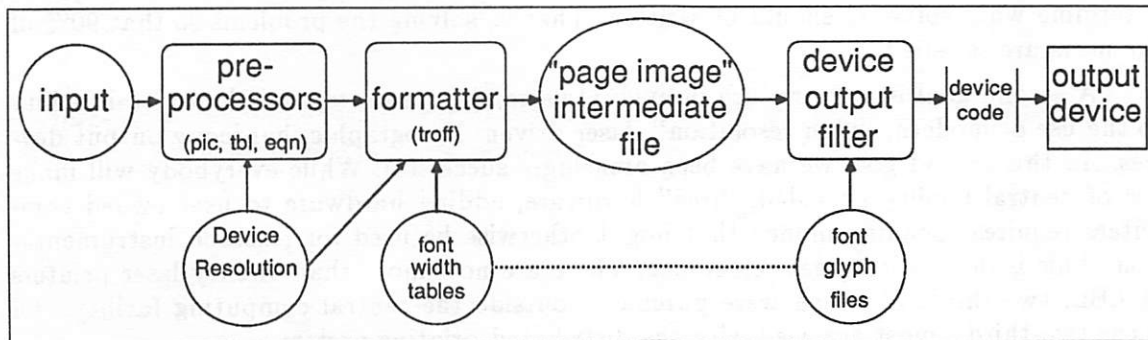 input
pre-
processors
(pic, tbl, eqn)
formatter
(troff)
"page image"
intermediate
file
device
output
filter
device
code
output
device
Device
Resolution
font
width
tables
font
glyph
files